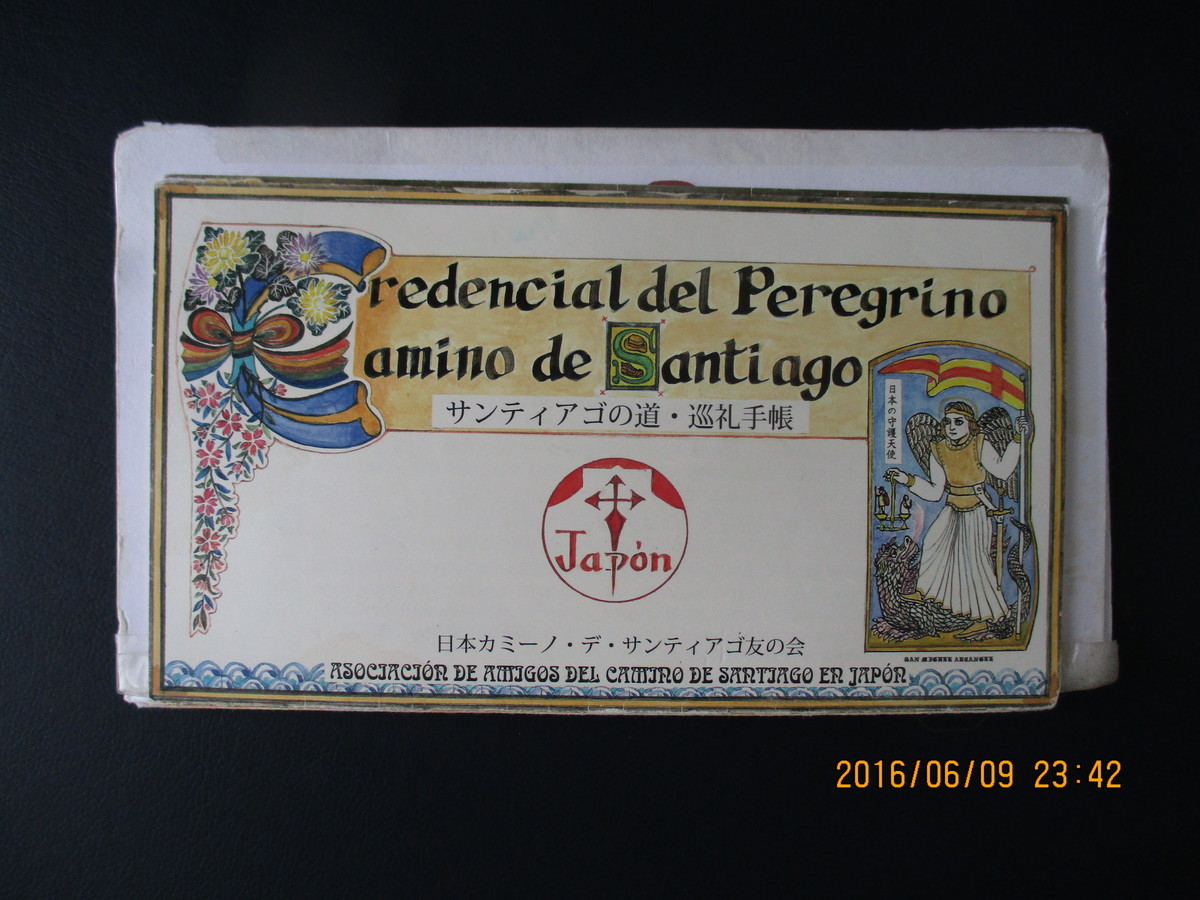 Credencial del Peregrino
Camino de Santiago
サンティアゴの道・巡礼手帳
日本の守護天使
Japón
SAN MIGUEL ARCANGEL
日本カミーノ・デ・サンティアゴ友の会
ASOCIACIÓN DE AMIGOS DEL CAMINO DE SANTIAGO EN JAPÓN
2016/06/09 23:42